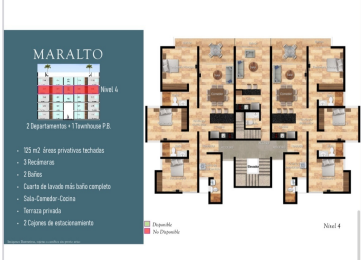 MARALTO
Nivel 4
2 Departamentos + 1 Townhouse P.B.
• 125 m2 áreas privativas techadas
• 3 Recámaras
• 2 Baños
• Cuarto de lavado más baño completo
• Sala-Comedor-Cocina
• Terraza privada
• 2 Cajones de estacionamiento
Disponible
No Disponible
Nivel 4